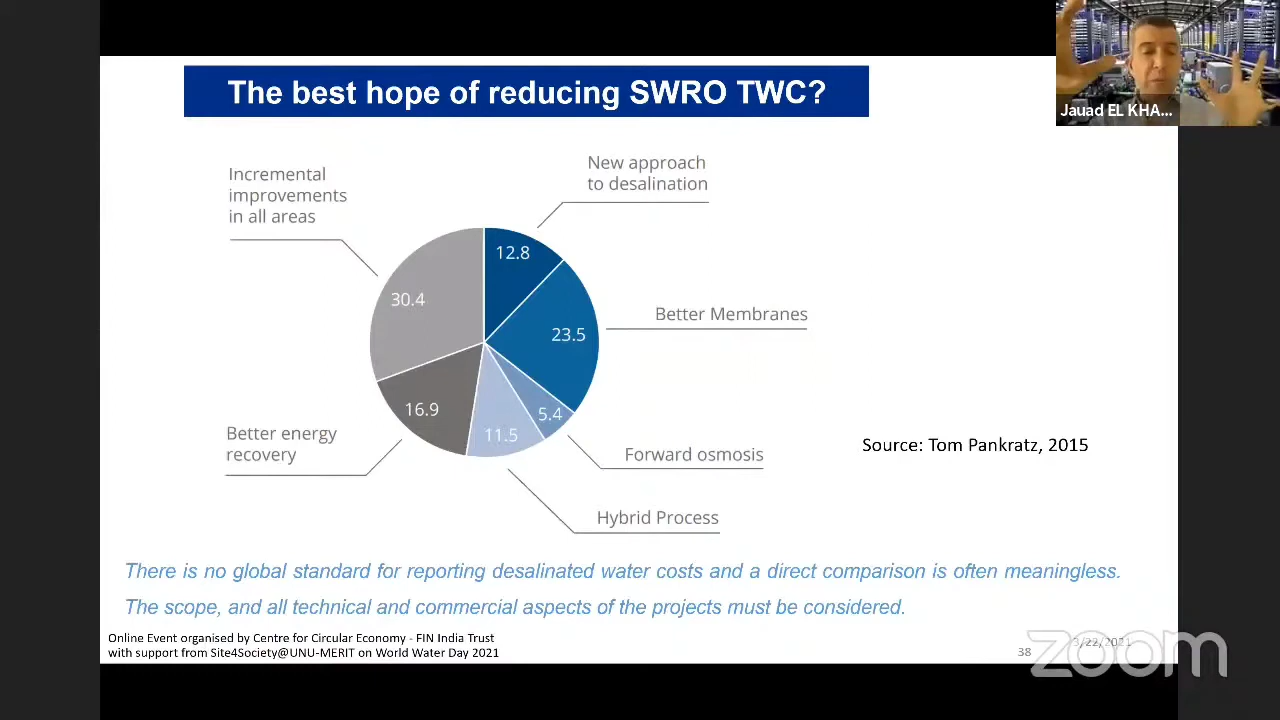 The best hope of reducing SWRO TWC?
Jauad EL KHA...
Incremental
improvements
in all areas
New approach
to desalination
12.8
30.4
23.5
Better Membranes
16.9
5.4
11.5
Better energy
recovery
Forward osmosis
Source: Tom Pankratz, 2015
Hybrid Process
There is no global standard for reporting desalinated water costs and a direct comparison is often meaningless.
The scope, and all technical and commercial aspects of the projects must be considered.
Online Event organised by Centre for Circular Economy - FIN India Trust
with support from Site4Society@UNU-MERIT on World Water Day 2021
38
3/22/2021
zoom